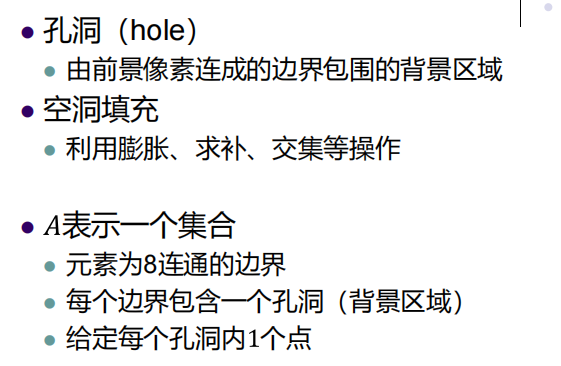 孔洞（hole）
由前景像素连成的边界包围的背景区域
空洞填充
利用膨胀、求补、交集等操作
A表示一个集合
元素为8连通的边界
每个边界包含一个孔洞（背景区域）
给定每个孔洞内1个点